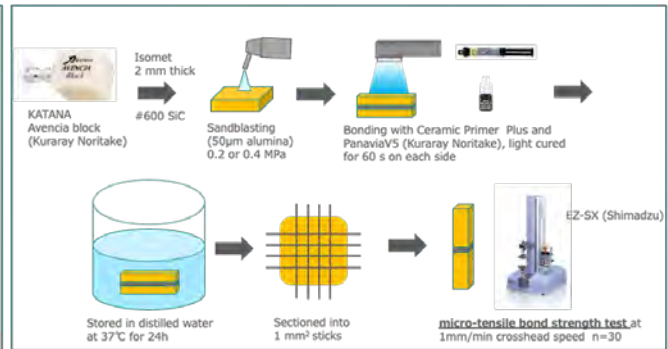 Isomet
2 mm thick
#600 SiC
AVENCIA
Block
KATANA
Avencia block
(Kuraray Noritake)
Sandblasting
(50μm alumina)
0.2 or 0.4 MPa
Bonding with Ceramic Primer Plus and
PanaviaV5 (Kuraray Noritake), light cured
for 60 s on each side
Stored in distilled water
at 37℃ for 24h
Sectioned into
1 mm² sticks
EZ-SX (Shimadzu)
micro-tensile bond strength test at
1mm/min crosshead speed n=30